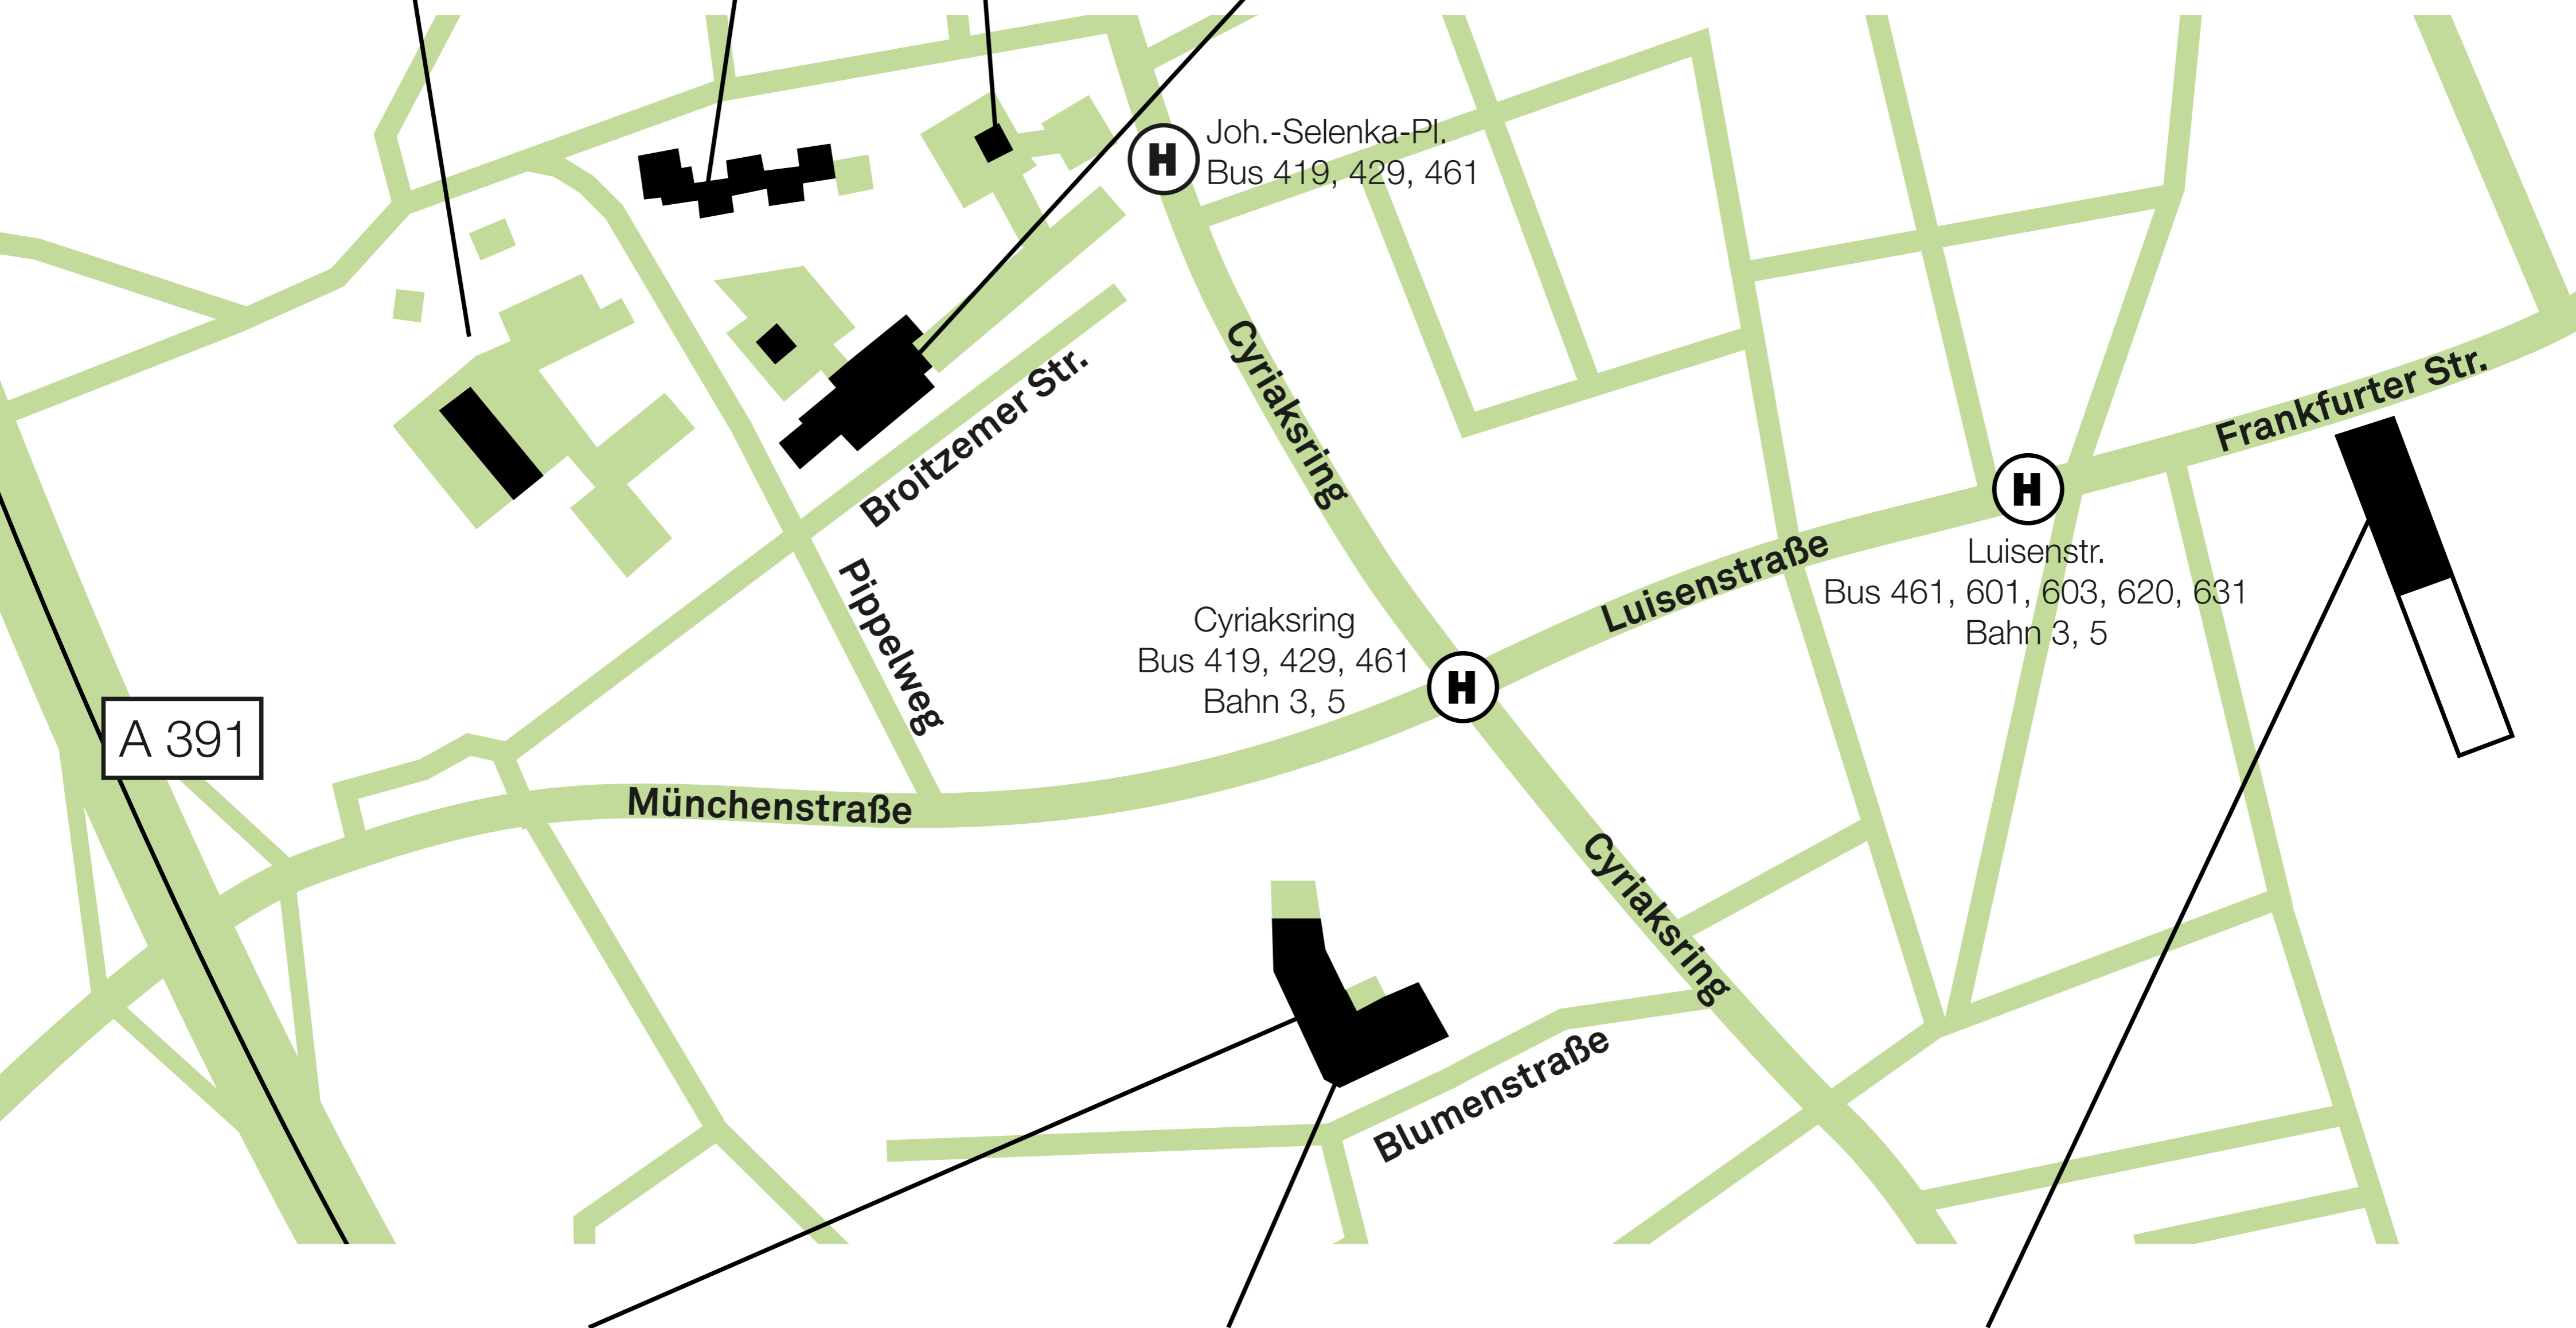 H
Joh.-Selenka-Pl.
Bus 419, 429, 461
Cyriaksring
Frankfurter Str.
Broitzemer Str.
H
Luisenstr.
Bus 461, 601, 603, 620, 631
Bahn 3, 5
Luisenstraße
Pippelweg
Cyriaksring
Bus 419, 429, 461
Bahn 3, 5
H
A 391
Münchenstraße
Cyriaksring
Blumenstraße